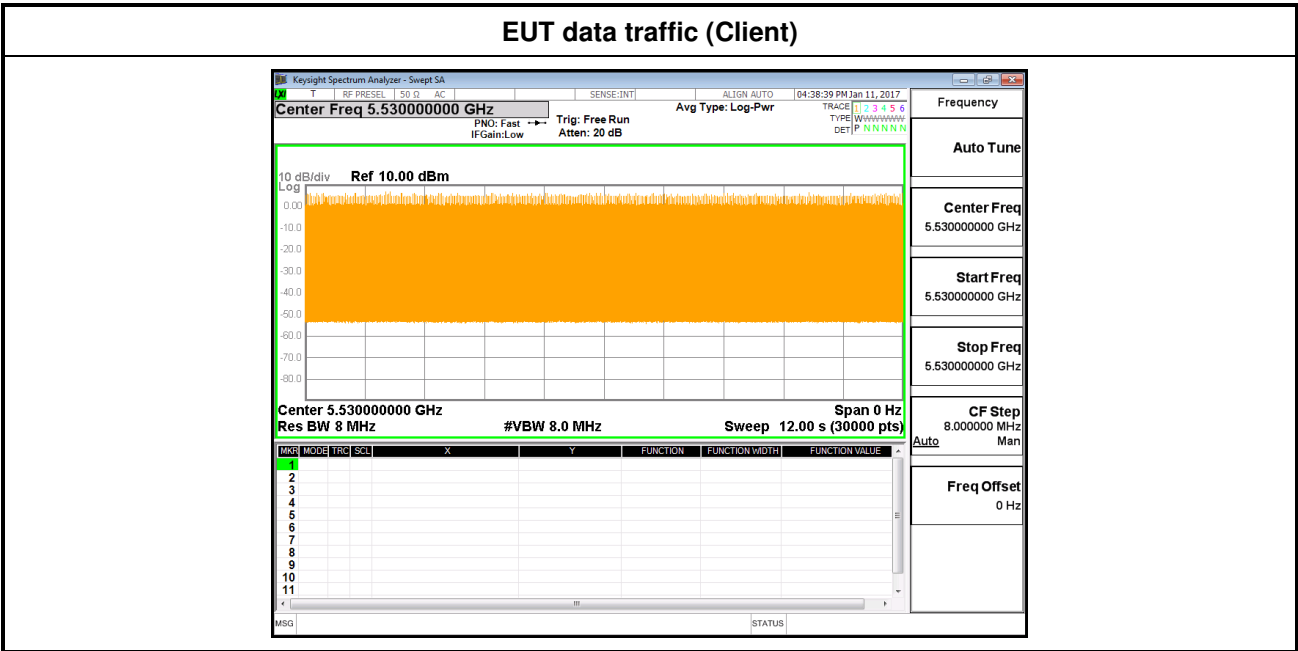 EUT data traffic (Client)
Keysight Spectrum Analyzer - Swept SA
LXI T RF PRESEL 50 Ω AC SENSE:INT ALIGN AUTO 04:38:39 PM Jan 11, 2017
Center Freq 5.530000000 GHz
PNO: Fast
IFGain:Low
Trig: Free Run
Atten: 20 dB
Avg Type: Log-Pwr
TRACE 1 2 3 4 5 6
TYPE WWWWWW
DET P N N N N N
10 dB/div
Log
Ref 10.00 dBm
0.00
-10.0
-20.0
-30.0
-40.0
-50.0
-60.0
-70.0
-80.0
Center 5.530000000 GHz
Span 0 Hz
Res BW 8 MHz
#VBW 8.0 MHz
Sweep 12.00 s (30000 pts)
MKR MODE TRC SCL X Y FUNCTION FUNCTION WIDTH FUNCTION VALUE
1
2
3
4
5
6
7
8
9
10
11
MSG
STATUS
Frequency
Auto Tune
Center Freq
5.530000000 GHz
Start Freq
5.530000000 GHz
Stop Freq
5.530000000 GHz
CF Step
8.000000 MHz
Auto Man
Freq Offset
0 Hz